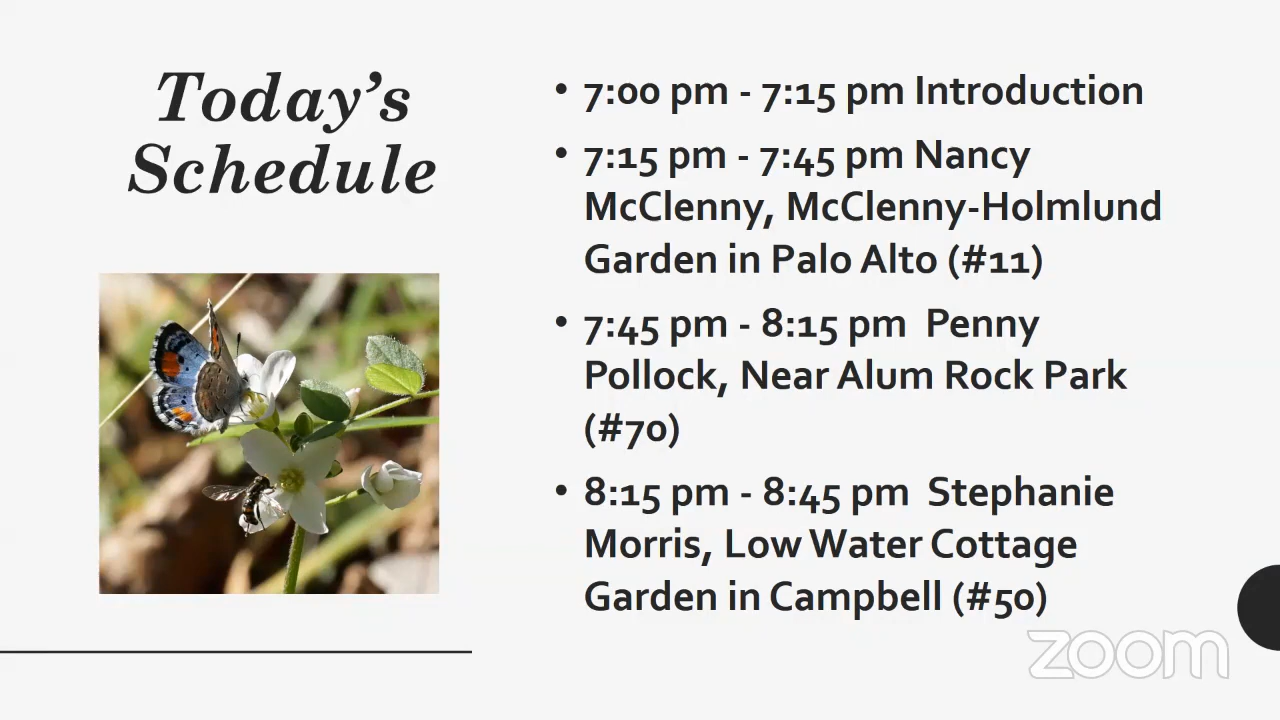 Today's
Schedule
• 7:00 pm - 7:15 pm Introduction
• 7:15 pm - 7:45 pm Nancy
McClenny, McClenny-Holmlund
Garden in Palo Alto (#11)
• 7:45 pm - 8:15 pm  Penny
Pollock, Near Alum Rock Park
(#70)
• 8:15 pm - 8:45 pm  Stephanie
Morris, Low Water Cottage
Garden in Campbell (#50)
zoom